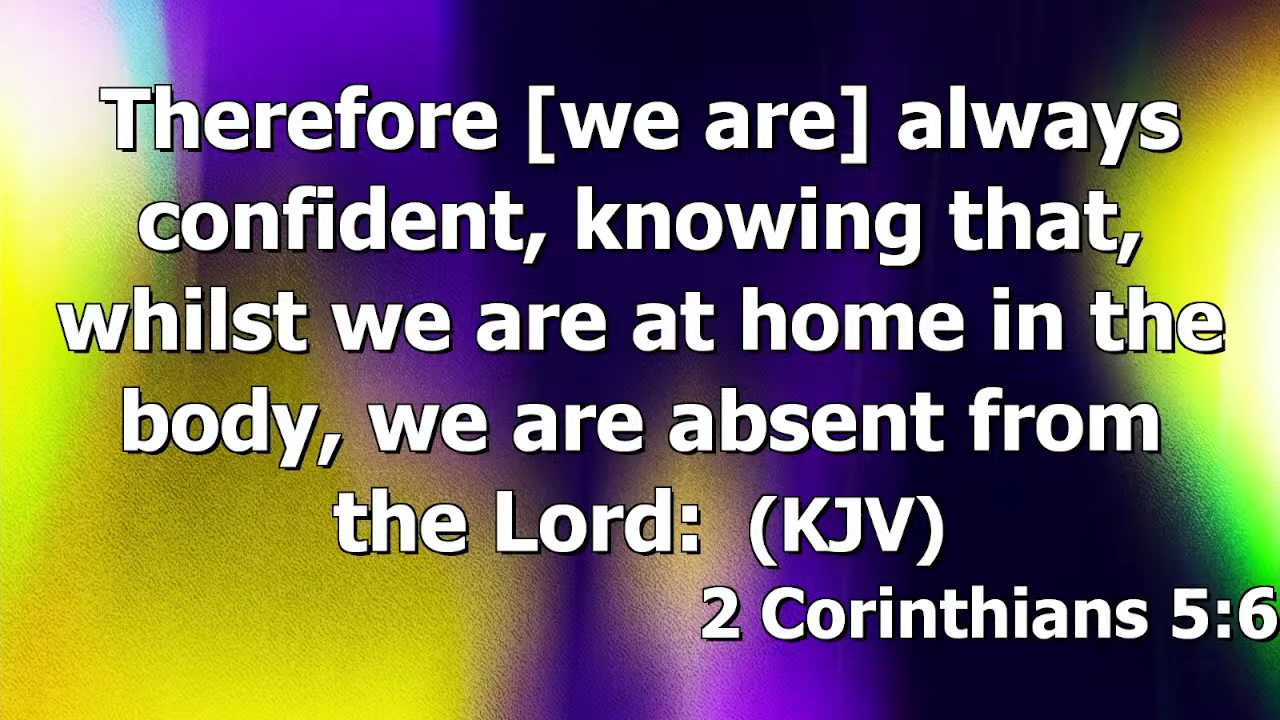 Therefore [we are] always
confident, knowing that,
whilst we are at home in the
body, we are absent from
the Lord: (KJV)
2 Corinthians 5:6